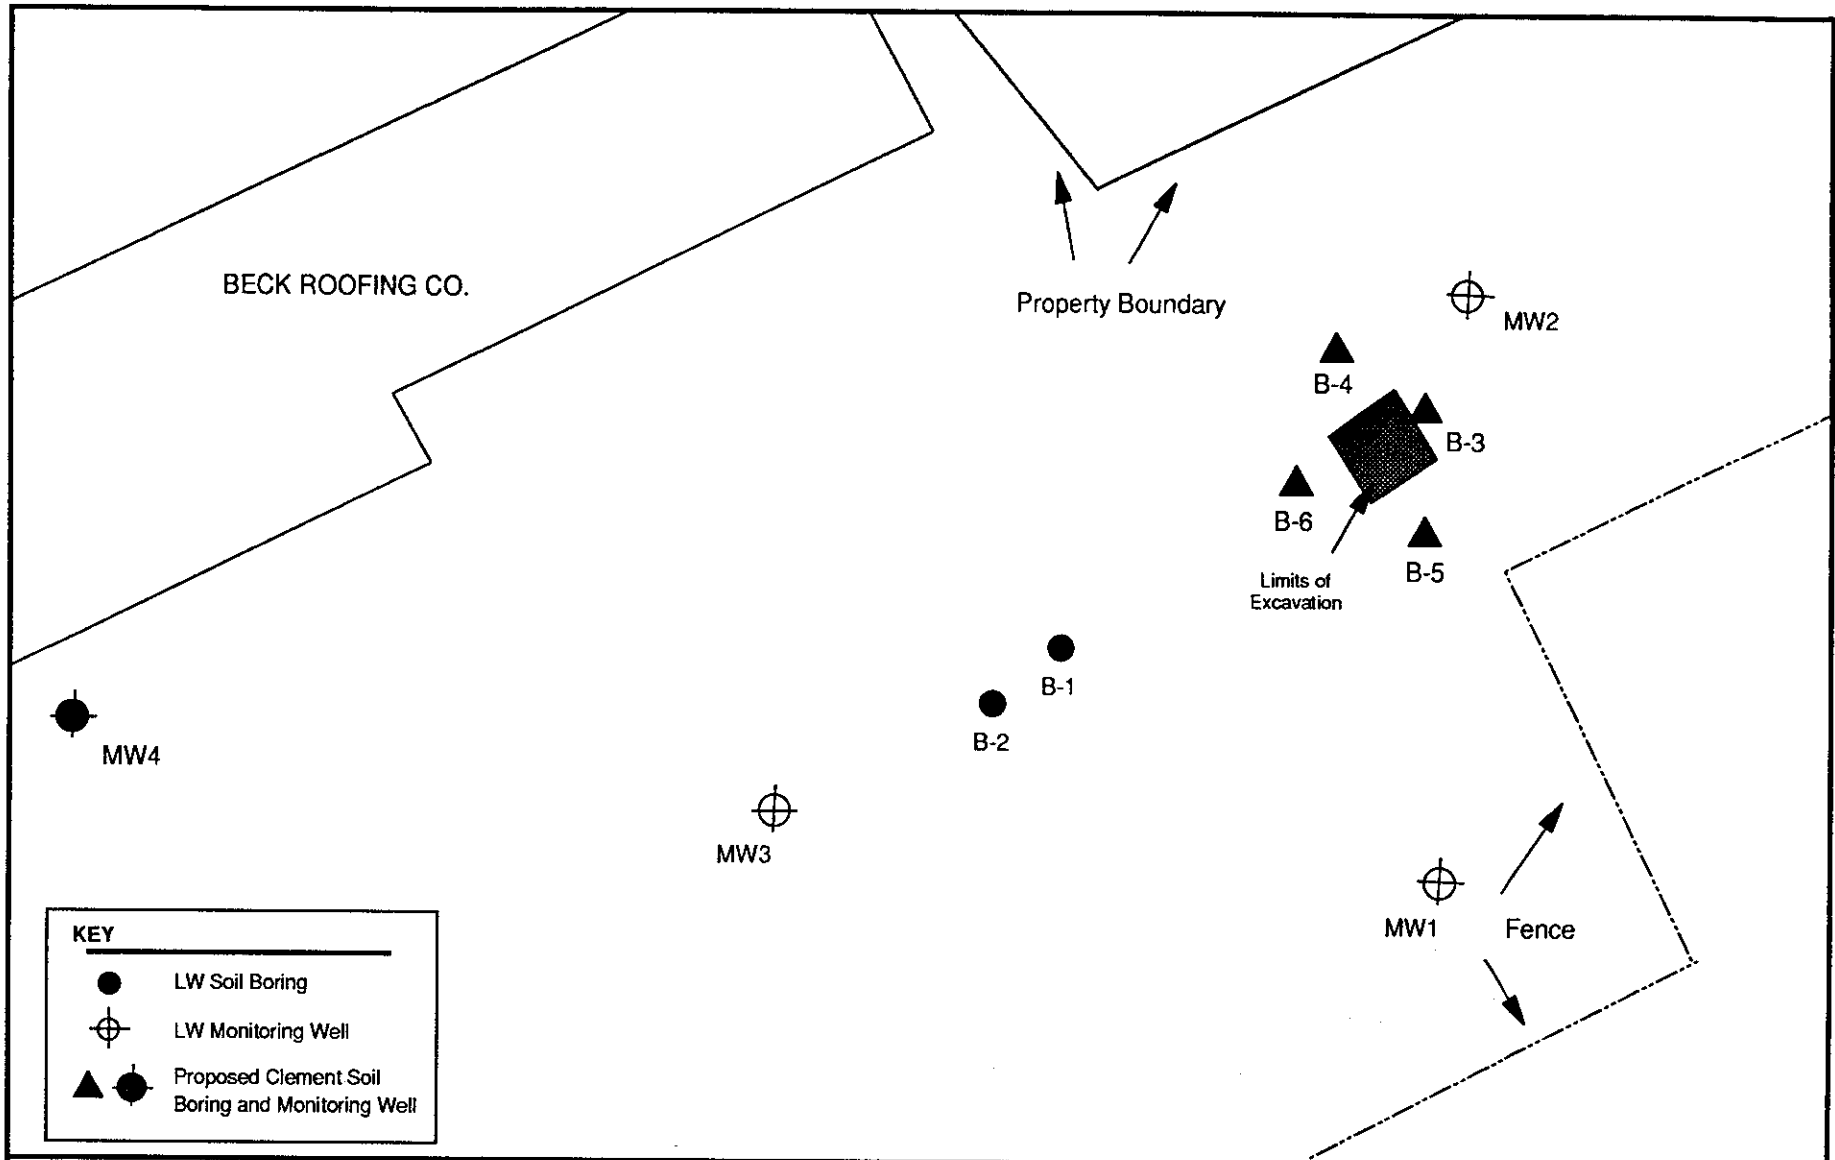 BECK ROOFING CO.
Property Boundary
MW2
B-4
B-3
B-6
B-5
Limits of
Excavation
B-1
B-2
MW4
MW3
MW1
Fence
KEY
LW Soil Boring
LW Monitoring Well
Proposed Clement Soil
Boring and Monitoring Well